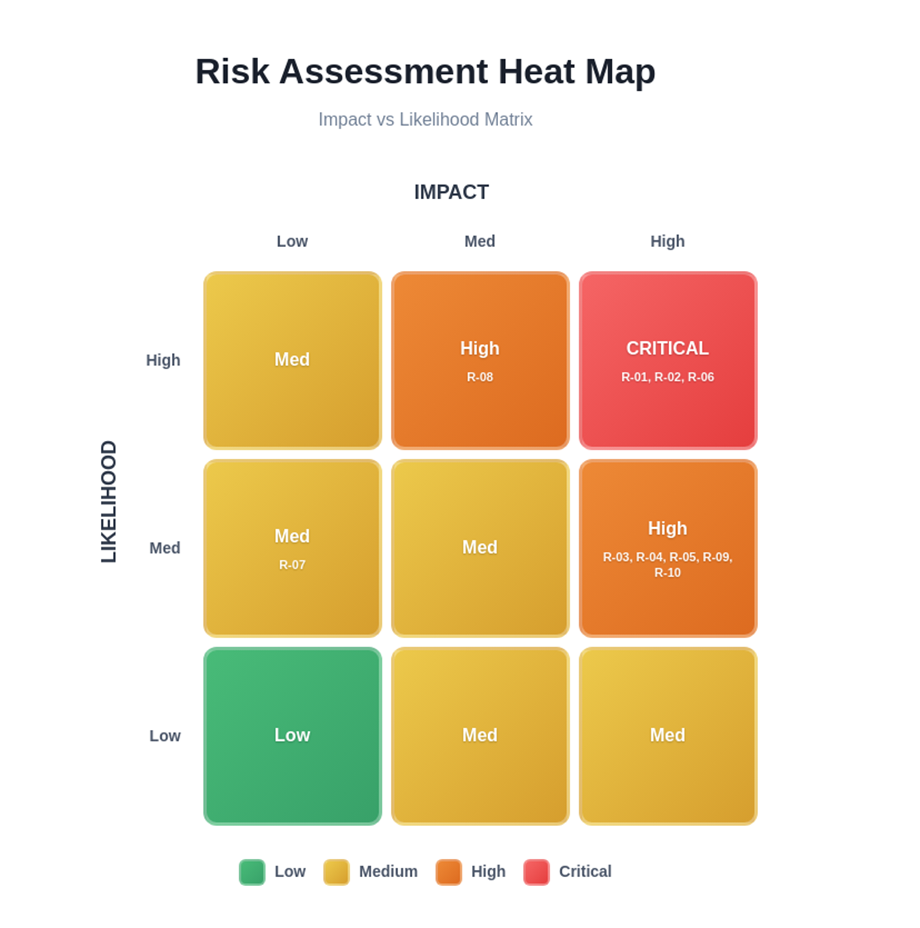 Risk Assessment Heat Map
Impact vs Likelihood Matrix
IMPACT
Low
Med
High
LIKELIHOOD
High
Med
High
R-08
CRITICAL
R-01, R-02, R-06
Med
Med
R-07
Med
High
R-03, R-04, R-05, R-09,
R-10
Low
Low
Med
Med
Low
Medium
High
Critical